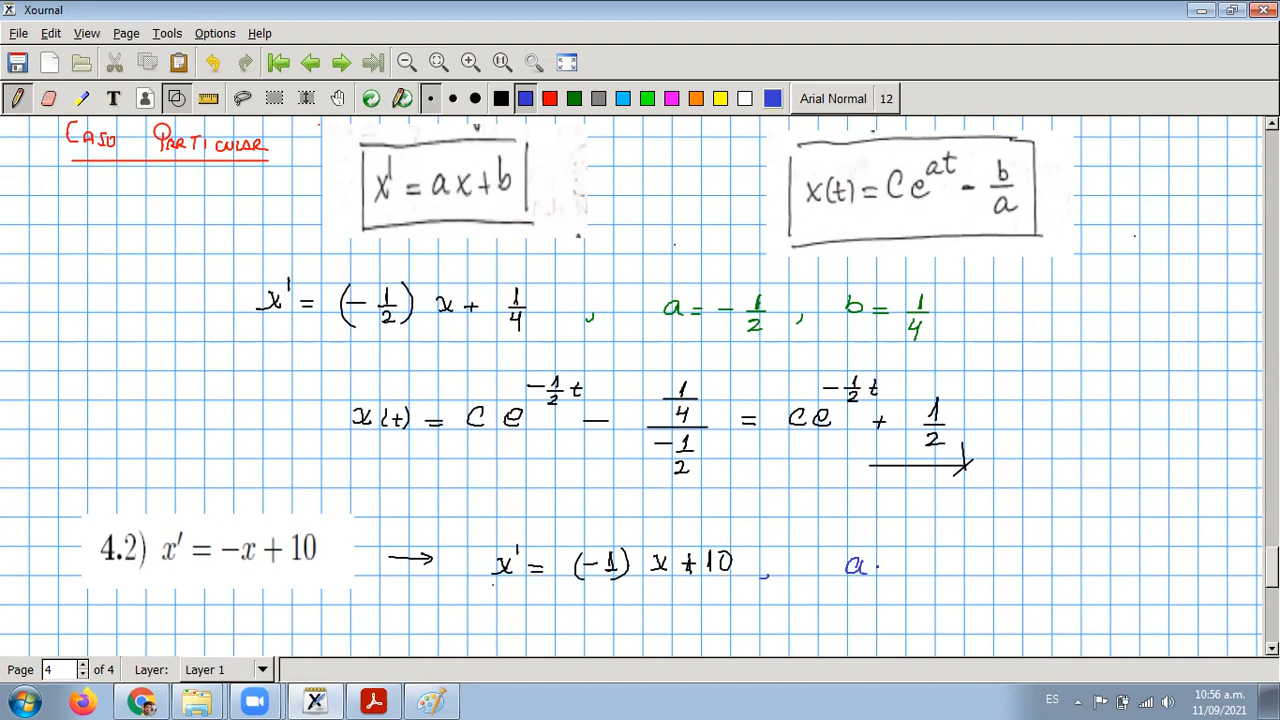 Xournal
File Edit View Page Tools Options Help
T Arial Normal 12
CASO PARTICULAR
x' = ax+b
x(t) = Ce^{at} - b/a
x' = (-1/2) x + 1/4 , a = -1/2 , b = 1/4
x(t) = C e^{-1/2 t} - (1/4)/(-1/2) = Ce^{-1/2 t} + 1/2
4.2) x' = −x + 10 → x' = (-1) x + 10 , a
Page 4 of 4 Layer: Layer 1
ES 10:56 a.m.
11/09/2021